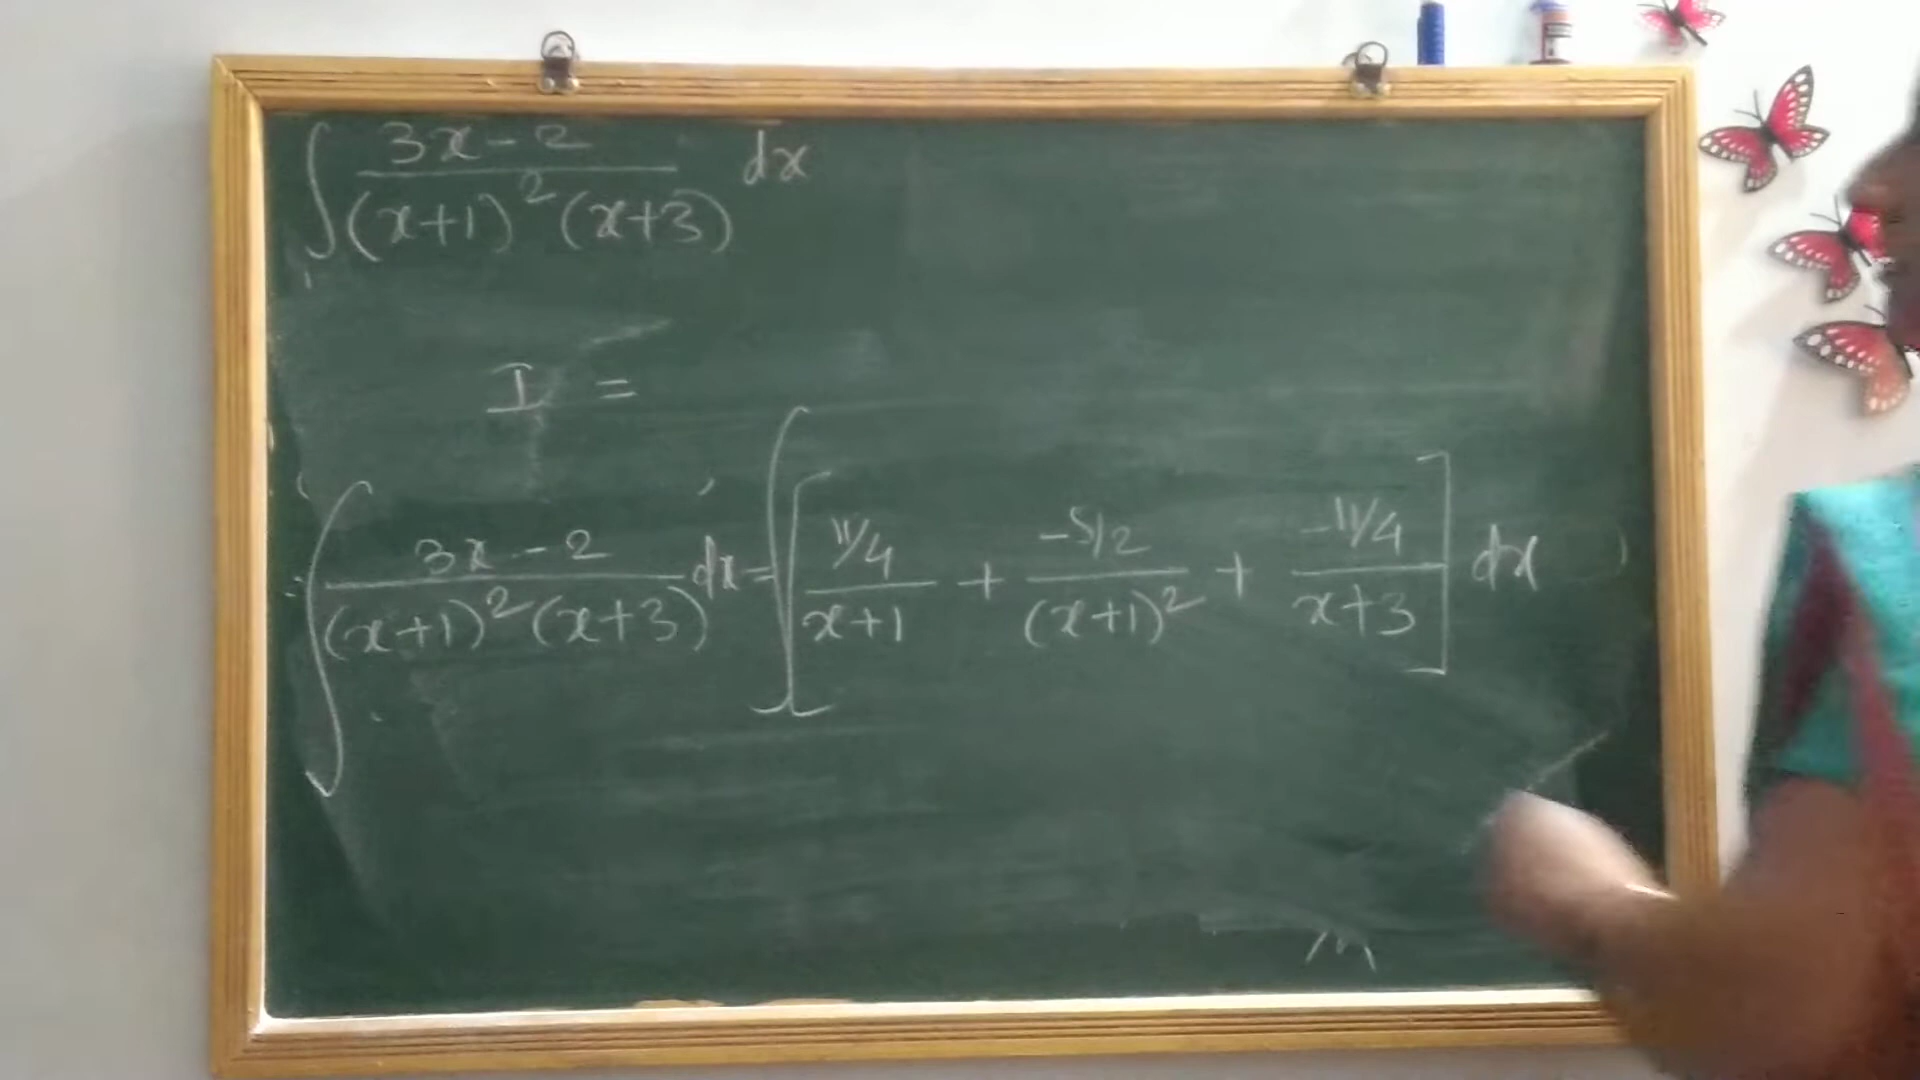 ∫ 3x-2 / (x+1)² (x+3) dx
I =
∫ 3x-2 / (x+1)² (x+3) dx = ∫ [ 11/4 / x+1 + -5/2 / (x+1)² + -11/4 / x+3 ] dx